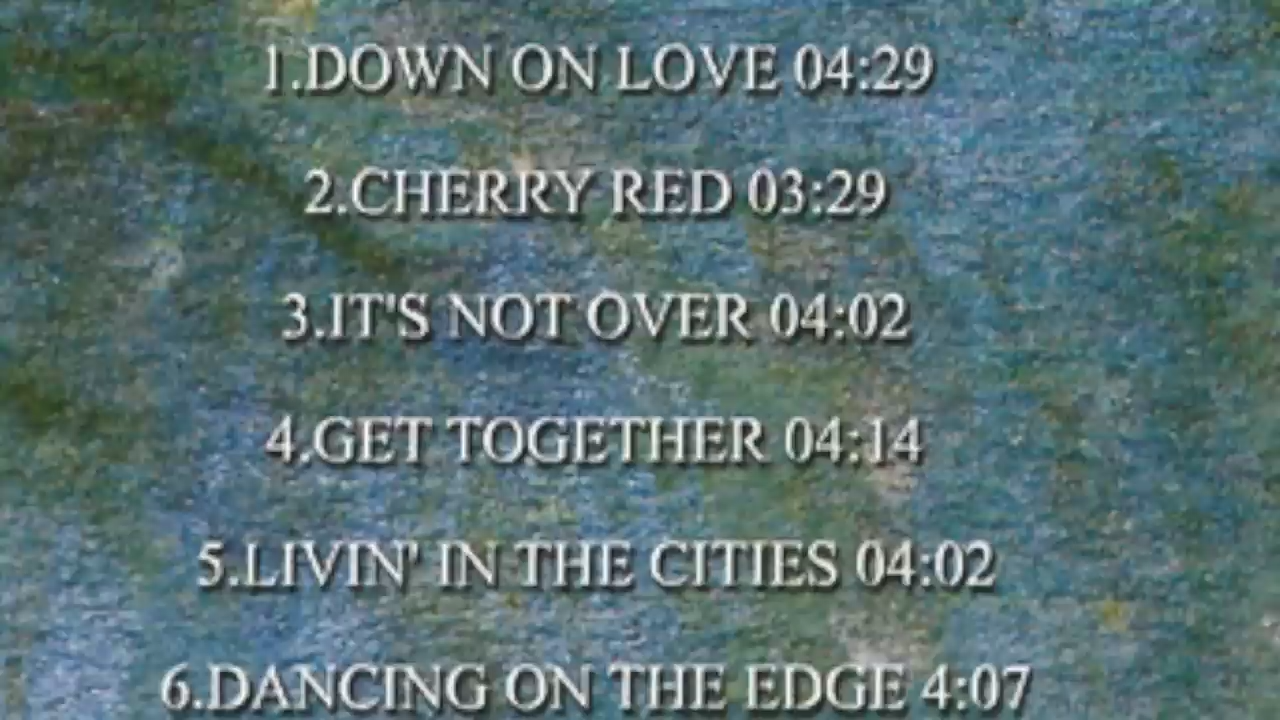 1.DOWN ON LOVE 04:29
2.CHERRY RED 03:29
3.IT'S NOT OVER 04:02
4.GET TOGETHER 04:14
5.LIVIN' IN THE CITIES 04:02
6.DANCING ON THE EDGE 4:07